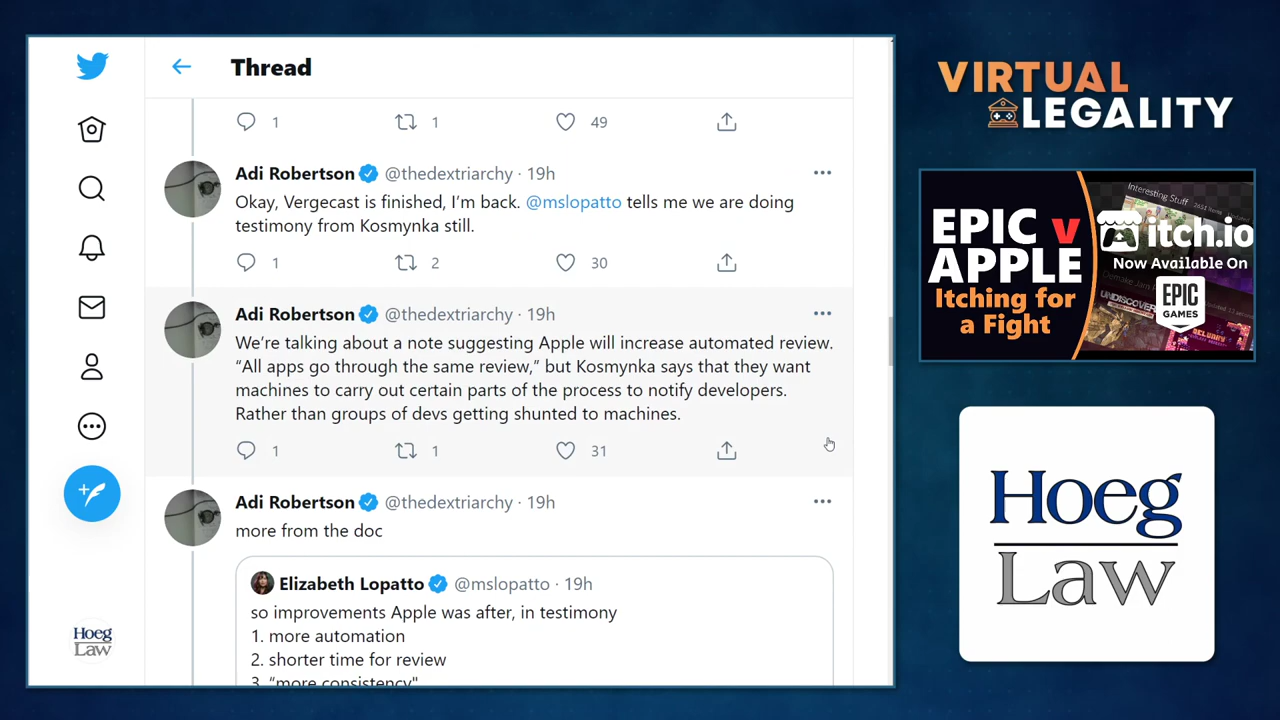 Thread
1
1
49
Adi Robertson @thedextriarchy · 19h
Okay, Vergecast is finished, I'm back. @mslopatto tells me we are doing
testimony from Kosmynka still.
1
2
30
Adi Robertson @thedextriarchy · 19h
We're talking about a note suggesting Apple will increase automated review.
“All apps go through the same review,” but Kosmynka says that they want
machines to carry out certain parts of the process to notify developers.
Rather than groups of devs getting shunted to machines.
1
1
31
Adi Robertson @thedextriarchy · 19h
more from the doc
Elizabeth Lopatto @mslopatto · 19h
so improvements Apple was after, in testimony
1. more automation
2. shorter time for review
3. “more consistency"
Hoeg
Law
VIRTUAL
LEGALITY
EPIC v
APPLE
Itching for
a Fight
Interesting Stuff
itch.io
Now Available On
EPIC
GAMES
Hoeg
Law